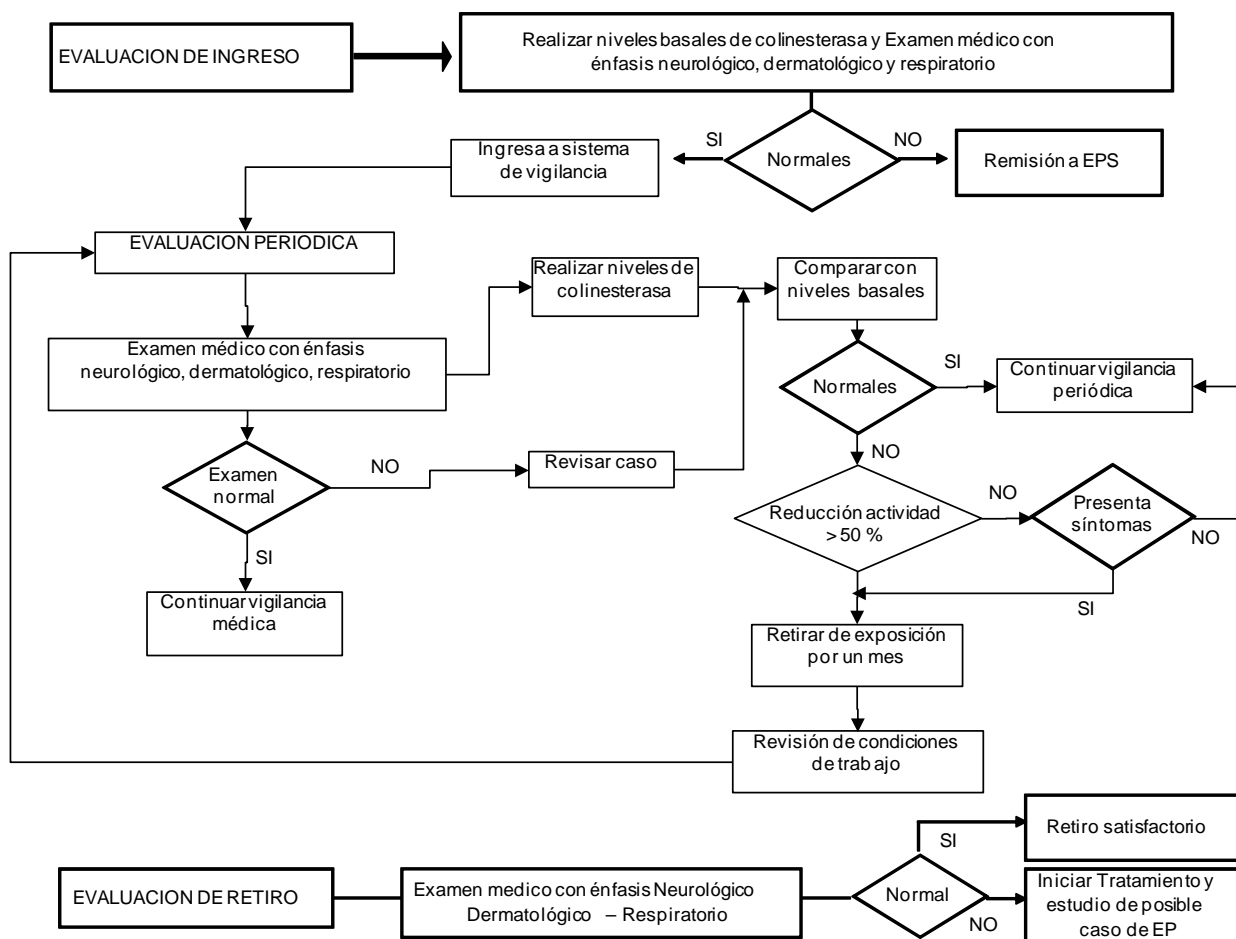 EVALUACION DE INGRESO
Realizar niveles basales de colinesterasa y Examen médico con
énfasis neurológico, dermatológico y respiratorio
SI
Normales
NO
Ingresa a sistema
de vigilancia
Remisión a EPS
EVALUACION PERIODICA
Realizar niveles de
colinesterasa
Comparar con
niveles basales
Examen médico con énfasis
neurológico, dermatológico, respiratorio
Normales
SI
Continuar vigilancia
periódica
NO
Examen
normal
NO
Revisar caso
Reducción actividad
> 50 %
NO
Presenta
síntomas
NO
SI
SI
Continuar vigilancia
médica
Retirar de exposición
por un mes
Revisión de condiciones
de trabajo
EVALUACION DE RETIRO
Examen medico con énfasis Neurológico
Dermatológico – Respiratorio
Normal
SI
Retiro satisfactorio
NO
Iniciar Tratamiento y
estudio de posible
caso de EP